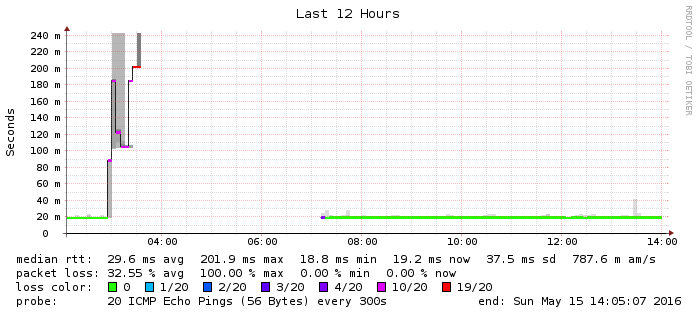 Last 12 Hours
RRDTOOL / TOBI OETIKER
Seconds
240 m
220 m
200 m
180 m
160 m
140 m
120 m
100 m
80 m
60 m
40 m
20 m
0
04:00 06:00 08:00 10:00 12:00 14:00
median rtt: 29.6 ms avg 201.9 ms max 18.8 ms min 19.2 ms now 37.5 ms sd 787.6 m am/s
packet loss: 32.55 % avg 100.00 % max 0.00 % min 0.00 % now
loss color: 0 1/20 2/20 3/20 4/20 10/20 19/20
probe: 20 ICMP Echo Pings (56 Bytes) every 300s end: Sun May 15 14:05:07 2016